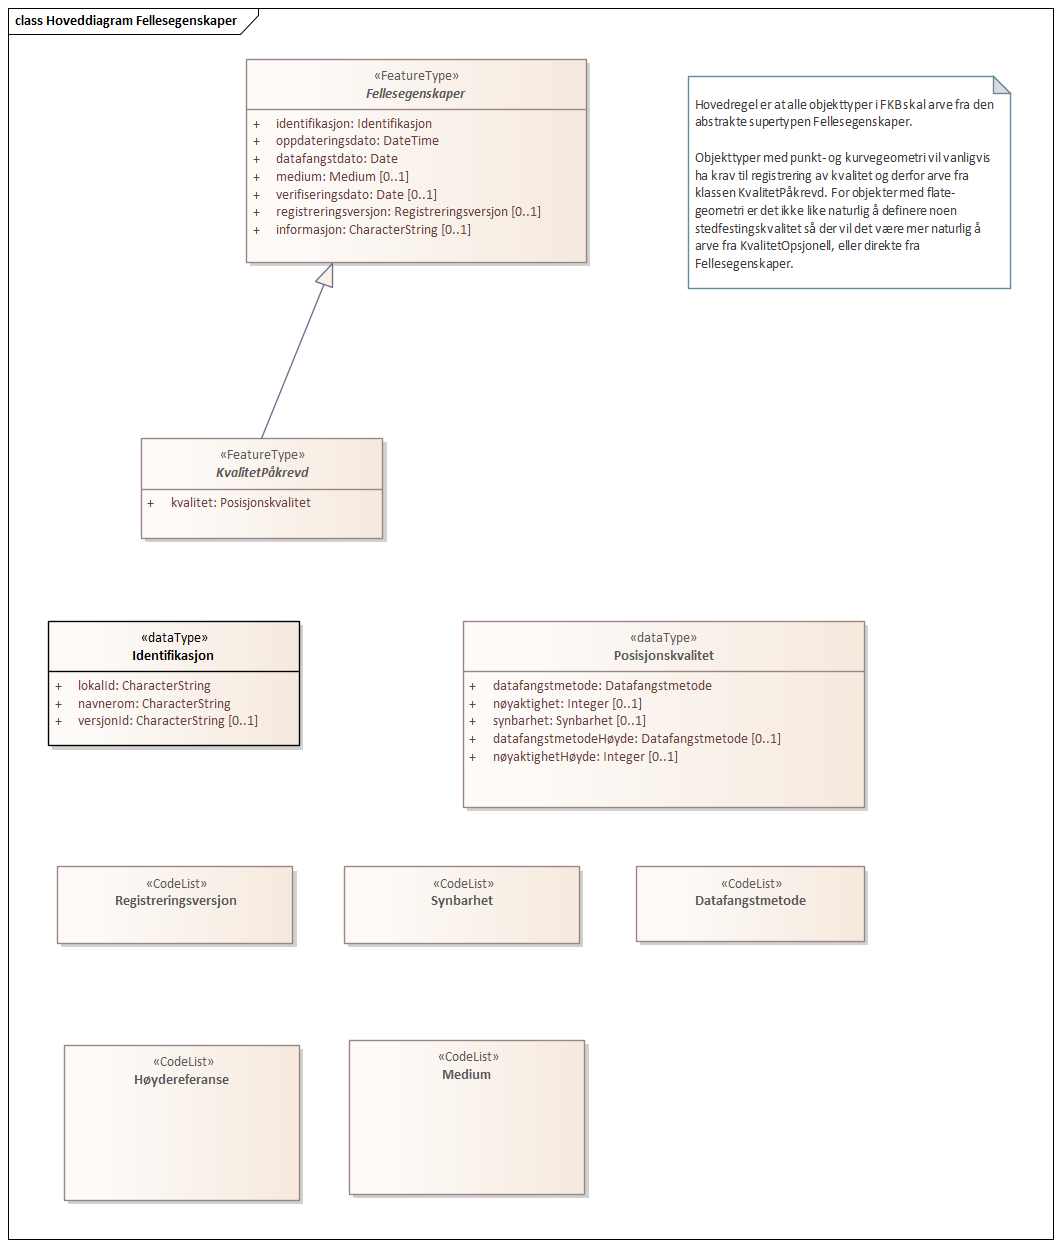 class Hoveddiagram Fellesegenskaper
«FeatureType»
Fellesegenskaper
+ identifikasjon: Identifikasjon
+ oppdateringsdato: DateTime
+ datafangstdato: Date
+ medium: Medium [0..1]
+ verifiseringsdato: Date [0..1]
+ registreringsversjon: Registreringsversjon [0..1]
+ informasjon: CharacterString [0..1]
Hovedregel er at alle objekttyper i FKB skal arve fra den
abstrakte supertypen Fellesegenskaper.
Objekttyper med punkt- og kurvegeometri vil vanligvis
ha krav til registrering av kvalitet og derfor arve fra
klassen KvalitetPåkrevd. For objekter med flate-
geometri er det ikke like naturlig å definere noen
stedfestingskvalitet så der vil det være mer naturlig å
arve fra KvalitetOpsjonell, eller direkte fra
Fellesegenskaper.
«FeatureType»
KvalitetPåkrevd
+ kvalitet: Posisjonskvalitet
«dataType»
Identifikasjon
+ lokalId: CharacterString
+ navnerom: CharacterString
+ versjonId: CharacterString [0..1]
«dataType»
Posisjonskvalitet
+ datafangstmetode: Datafangstmetode
+ nøyaktighet: Integer [0..1]
+ synbarhet: Synbarhet [0..1]
+ datafangstmetodeHøyde: Datafangstmetode [0..1]
+ nøyaktighetHøyde: Integer [0..1]
«CodeList»
Registreringsversjon
«CodeList»
Synbarhet
«CodeList»
Datafangstmetode
«CodeList»
Høydereferanse
«CodeList»
Medium